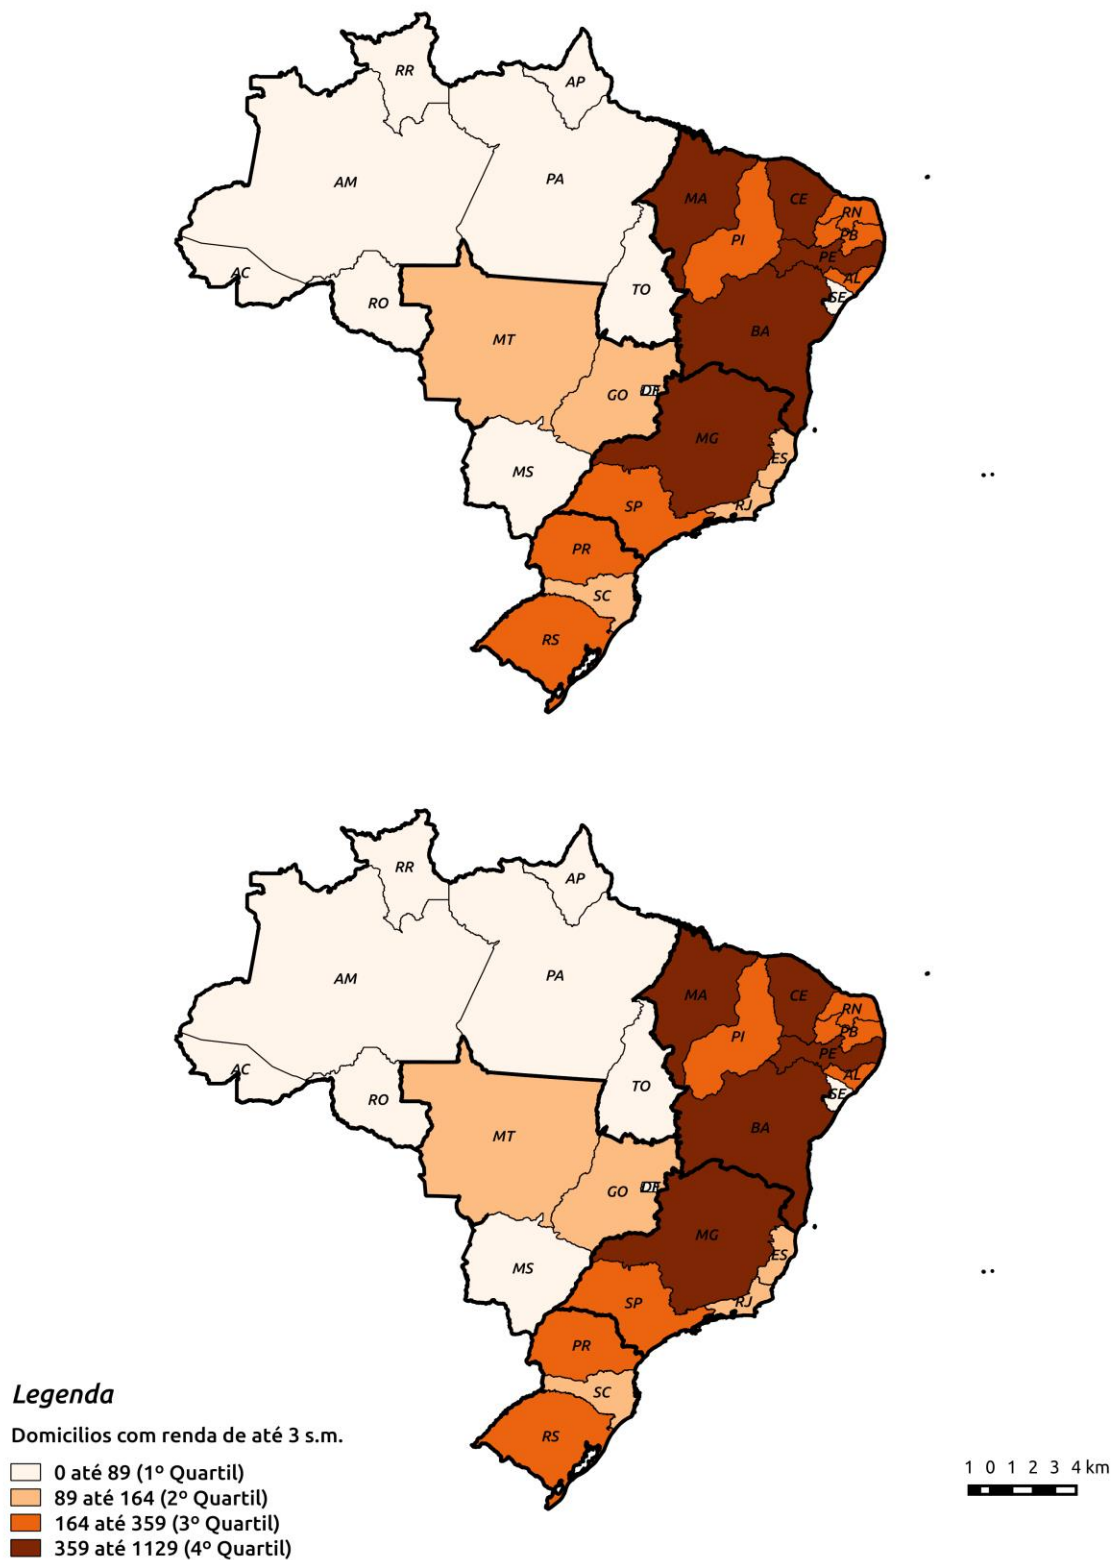 RR
AP
AM
PA
MA
CE
RN
PB
PI
PE
AL
SE
AC
RO
TO
BA
MT
GO
DF
MG
ES
MS
SP
RJ
PR
SC
RS
RR
AP
AM
PA
MA
CE
RN
PB
PI
PE
AL
SE
AC
RO
TO
BA
MT
GO
DF
MG
ES
MS
SP
RJ
PR
SC
RS
Legenda
Domicilios com renda de até 3 s.m.
0 até 89 (1º Quartil)
89 até 164 (2º Quartil)
164 até 359 (3º Quartil)
359 até 1129 (4º Quartil)
1 0 1 2 3 4 km